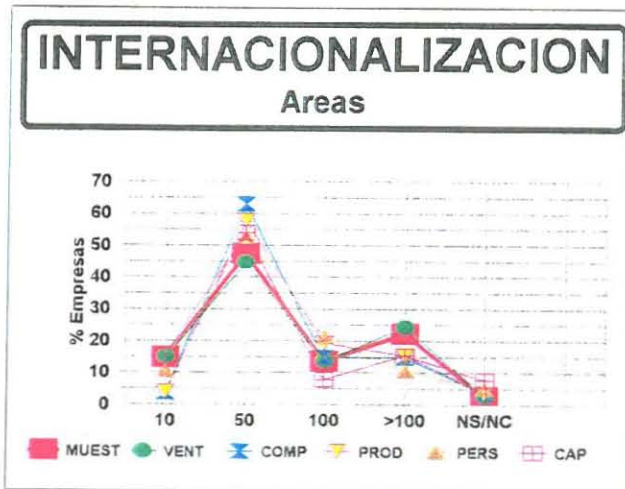 INTERNACIONALIZACION
Areas
% Empresas
70
60
50
40
30
20
10
0
10 50 100 >100 NS/NC
MUEST VENT COMP PROD PERS CAP